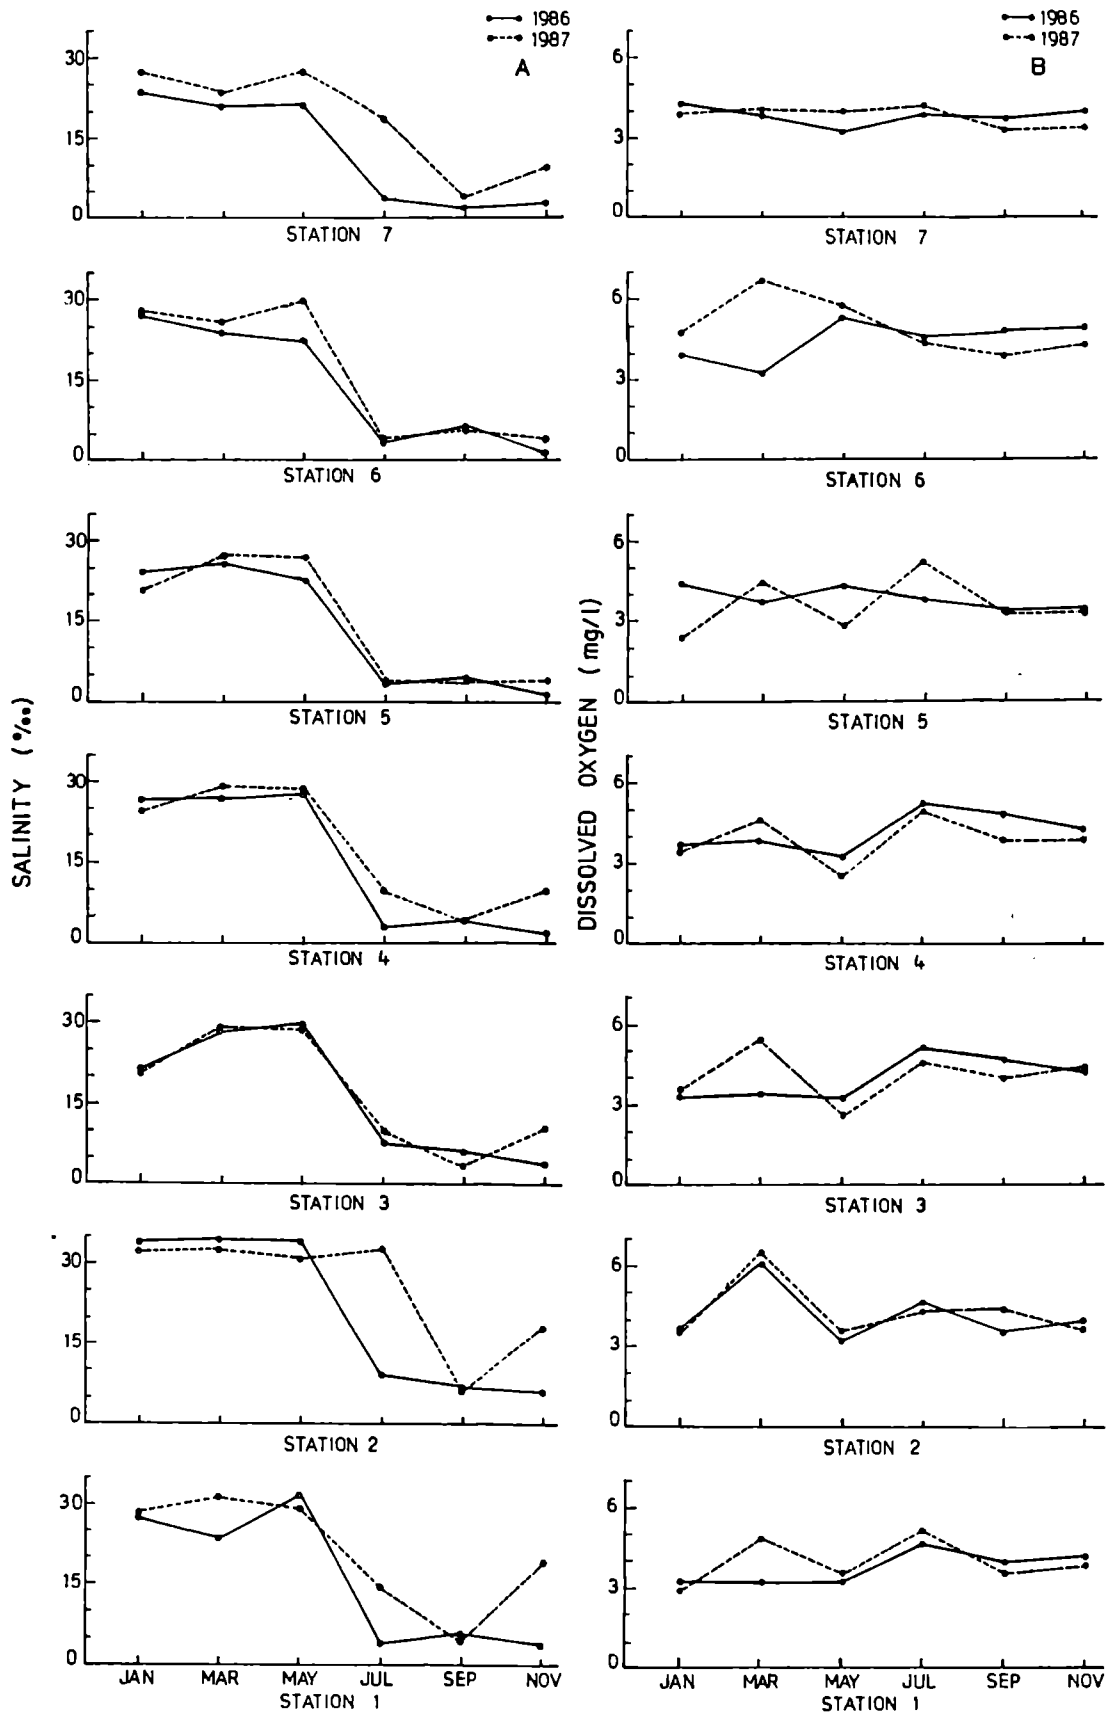 1986
1987
A
30
15
0
STATION 7
30
15
0
STATION 6
30
15
0
STATION 5
30
15
0
STATION 4
30
15
0
STATION 3
30
15
0
STATION 2
30
15
0
JAN MAR MAY JUL SEP NOV
STATION 1
SALINITY (‰)
1986
1987
B
6
3
0
STATION 7
6
3
0
STATION 6
6
3
0
STATION 5
6
3
0
STATION 4
6
3
0
STATION 3
6
3
0
STATION 2
6
3
0
JAN MAR MAY JUL SEP NOV
STATION 1
DISSOLVED OXYGEN (mg/l)